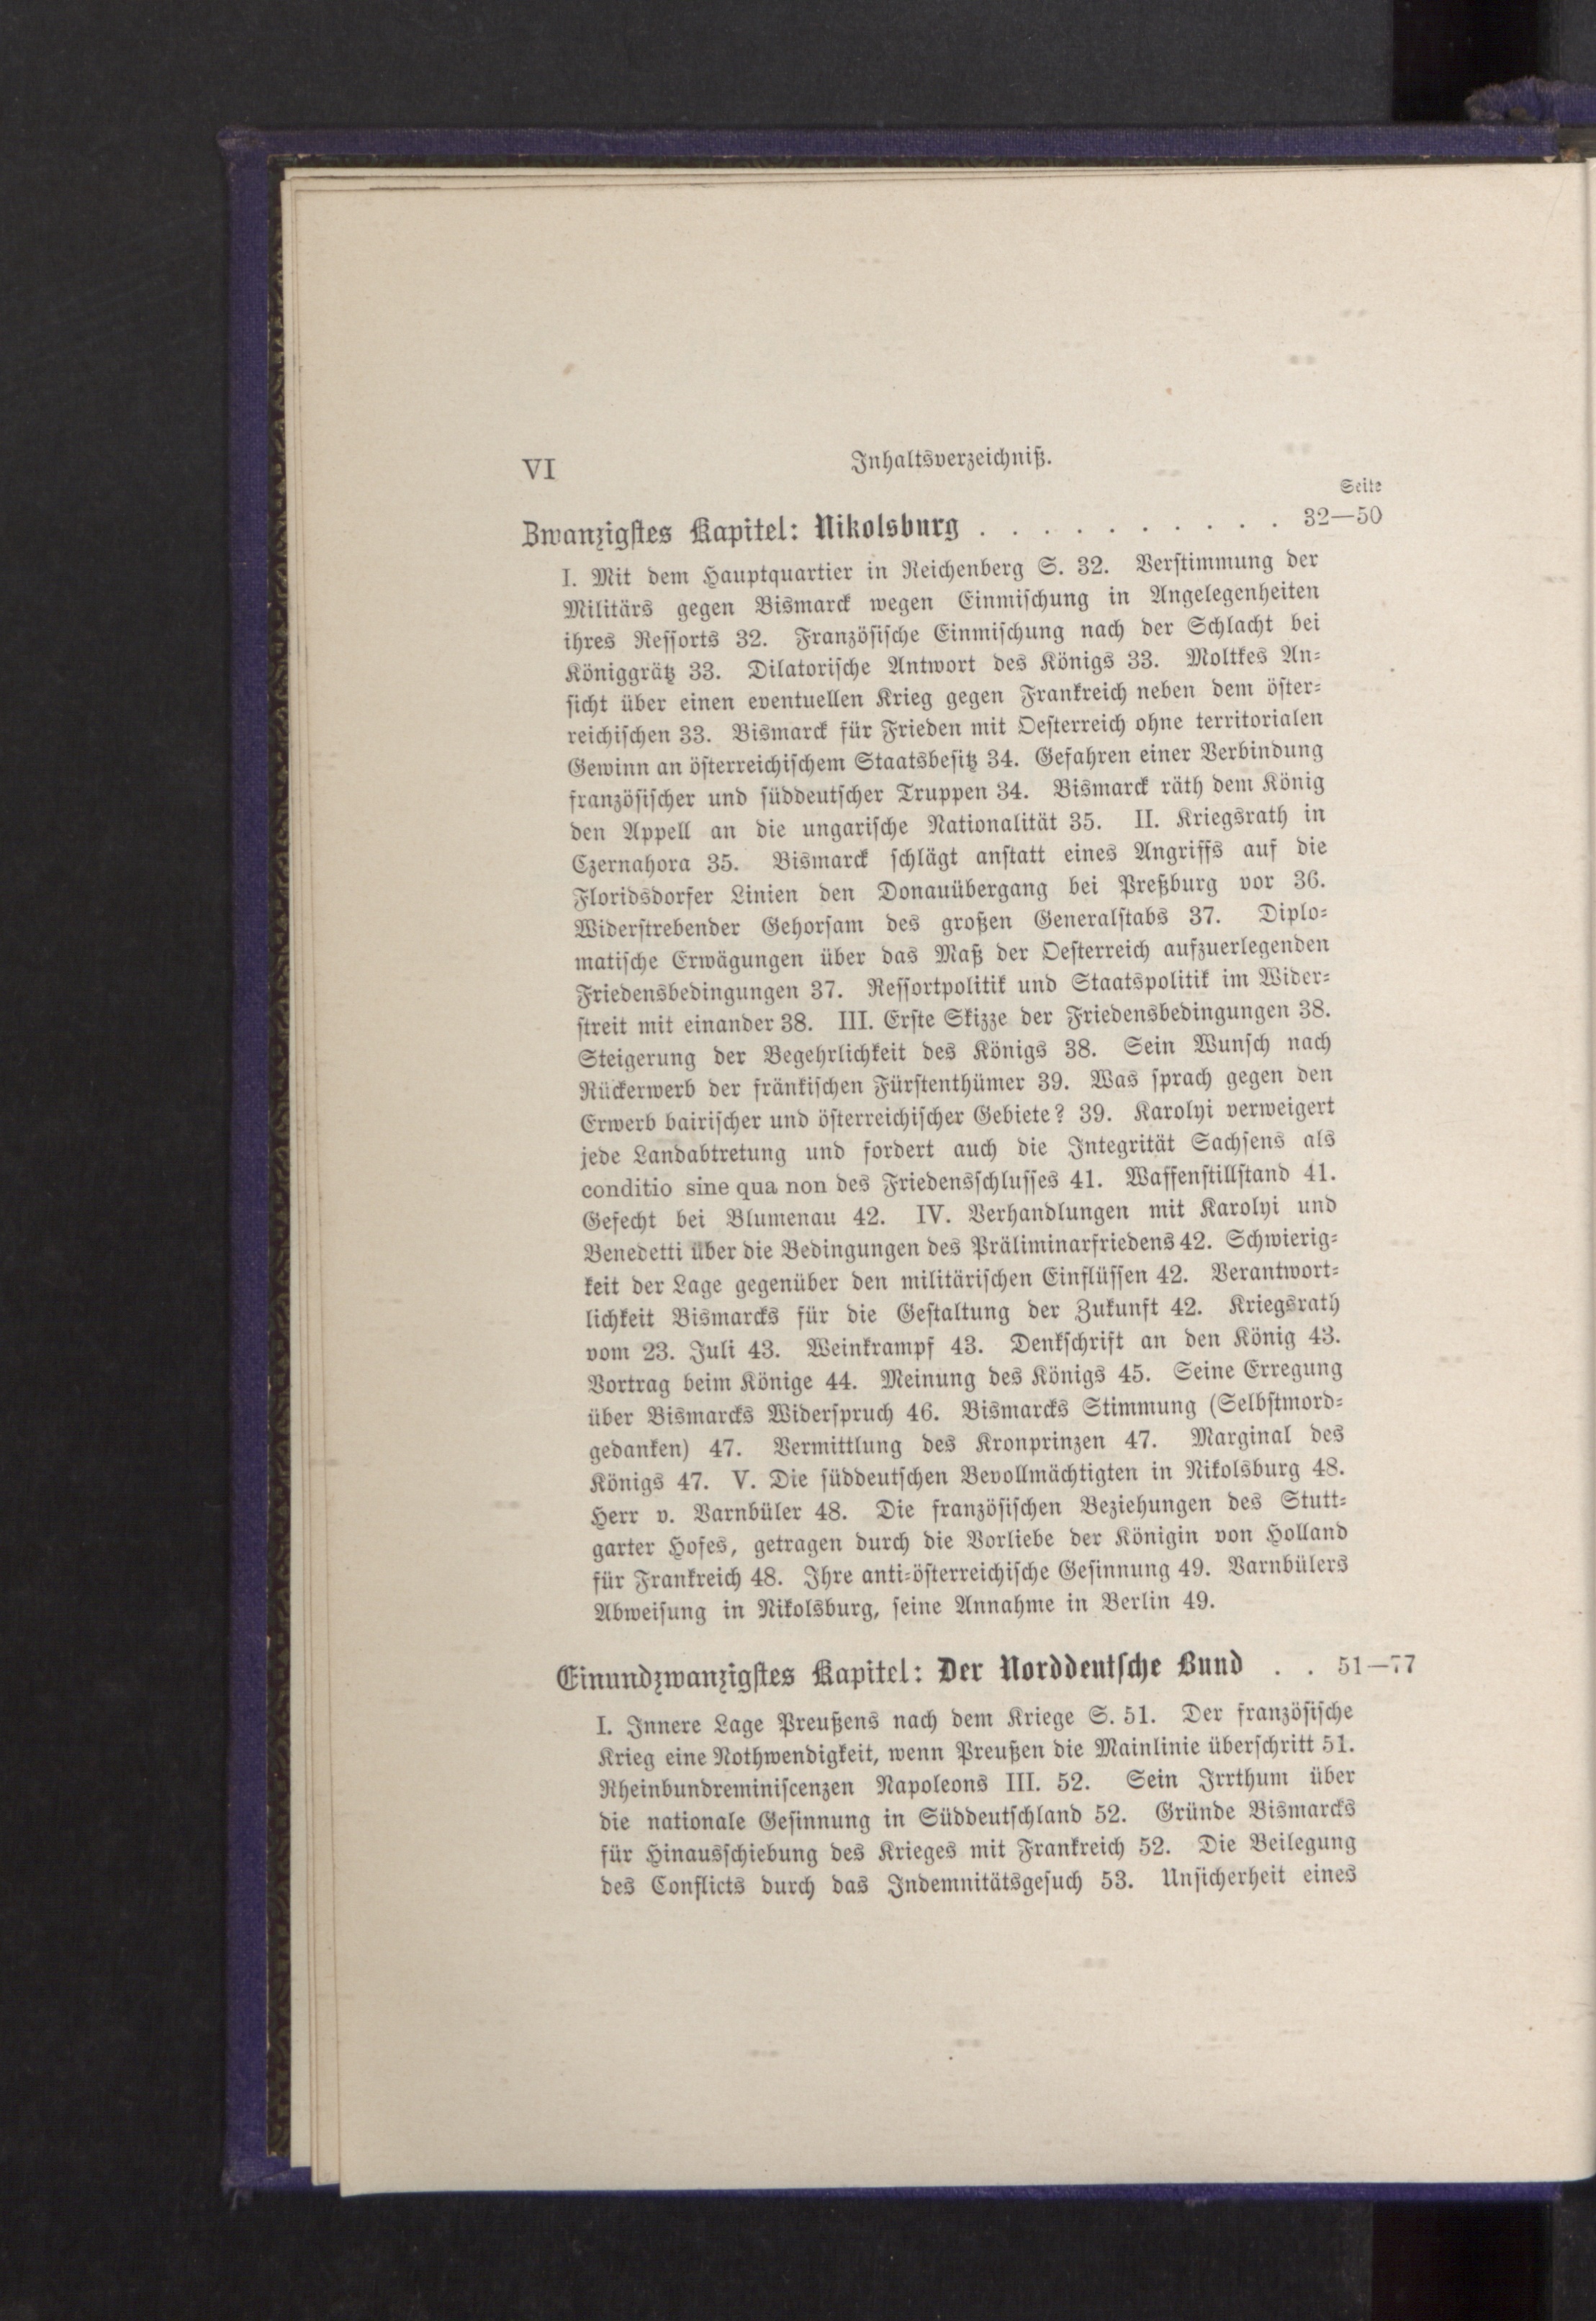 VI Inhaltsverzeichniß.
Seite
Zwanzigstes Kapitel: Nikolsburg . . . . . . . . . . 32—50
I. Mit dem Hauptquartier in Reichenberg S. 32. Verstimmung der
Militärs gegen Bismarck wegen Einmischung in Angelegenheiten
ihres Ressorts 32. Französische Einmischung nach der Schlacht bei
Königgrätz 33. Dilatorische Antwort des Königs 33. Moltkes An-
sicht über einen eventuellen Krieg gegen Frankreich neben dem öster-
reichischen 33. Bismarck für Frieden mit Oesterreich ohne territorialen
Gewinn an österreichischem Staatsbesitz 34. Gefahren einer Verbindung
französischer und süddeutscher Truppen 34. Bismarck räth dem König
den Appell an die ungarische Nationalität 35. II. Kriegsrath in
Czernahora 35. Bismarck schlägt anstatt eines Angriffs auf die
Floridsdorfer Linien den Donauübergang bei Preßburg vor 36.
Widerstrebender Gehorsam des großen Generalstabs 37. Diplo-
matische Erwägungen über das Maß der Oesterreich aufzuerlegenden
Friedensbedingungen 37. Ressortpolitik und Staatspolitik im Wider-
streit mit einander 38. III. Erste Skizze der Friedensbedingungen 38.
Steigerung der Begehrlichkeit des Königs 38. Sein Wunsch nach
Rückerwerb der fränkischen Fürstenthümer 39. Was sprach gegen den
Erwerb bairischer und österreichischer Gebiete? 39. Karolyi verweigert
jede Landabtretung und fordert auch die Integrität Sachsens als
conditio sine qua non des Friedensschlusses 41. Waffenstillstand 41.
Gefecht bei Blumenau 42. IV. Verhandlungen mit Karolyi und
Benedetti über die Bedingungen des Präliminarfriedens 42. Schwierig-
keit der Lage gegenüber den militärischen Einflüssen 42. Verantwort-
lichkeit Bismarcks für die Gestaltung der Zukunft 42. Kriegsrath
vom 23. Juli 43. Weinkrampf 43. Denkschrift an den König 43.
Vortrag beim Könige 44. Meinung des Königs 45. Seine Erregung
über Bismarcks Widerspruch 46. Bismarcks Stimmung (Selbstmord-
gedanken) 47. Vermittlung des Kronprinzen 47. Marginal des
Königs 47. V. Die süddeutschen Bevollmächtigten in Nikolsburg 48.
Herr v. Varnbüler 48. Die französischen Beziehungen des Stutt-
garter Hofes, getragen durch die Vorliebe der Königin von Holland
für Frankreich 48. Ihre anti-österreichische Gesinnung 49. Varnbülers
Abweisung in Nikolsburg, seine Annahme in Berlin 49.
Einundzwanzigstes Kapitel: Der Norddeutsche Bund . . 51—77
I. Innere Lage Preußens nach dem Kriege S. 51. Der französische
Krieg eine Nothwendigkeit, wenn Preußen die Mainlinie überschritt 51.
Rheinbundreminiscenzen Napoleons III. 52. Sein Irrthum über
die nationale Gesinnung in Süddeutschland 52. Gründe Bismarcks
für Hinausschiebung des Krieges mit Frankreich 52. Die Beilegung
des Conflicts durch das Indemnitätsgesuch 53. Unsicherheit eines